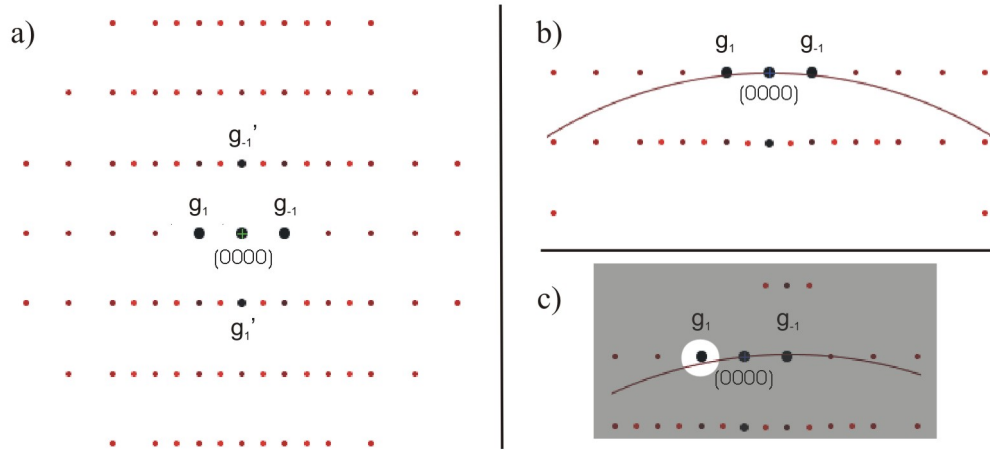 a)
g₋₁'
g₁ g₋₁
(0000)
g₁'
b)
g₁ g₋₁
(0000)
c)
g₁ g₋₁
(0000)